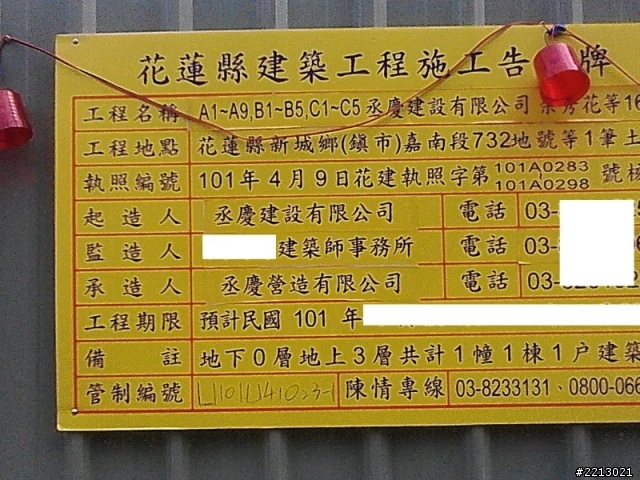 花蓮縣建築工程施工告 牌
工程名稱 A1~A9,B1~B5,C1~C5 丞慶建設有限公司 余秀花等16
工程地點 花蓮縣新城鄉(鎮市)嘉南段732地號等1筆土
執照編號 101年4月9日花建執照字第 101A0283 101A0298 號核
起造人 丞慶建設有限公司 電話 03-
監造人 建築師事務所 電話 03-
承造人 丞慶營造有限公司 電話 03-
工程期限 預計民國 101 年
備註 地下0層地上3層共計1幢1棟1戶建築
管制編號 陳情專線 03-8233131、0800-066
#2213021